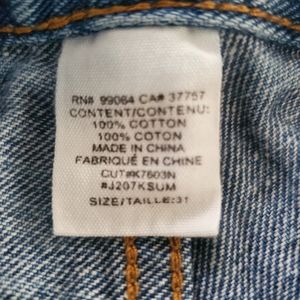 RN# 99064 CA# 37757
CONTENT/CONTENU:
100% COTTON
100% COTON
MADE IN CHINA
FABRIQUÉ EN CHINE
CUT#K7603N
#J207KSUM
SIZE/TAILLE:31